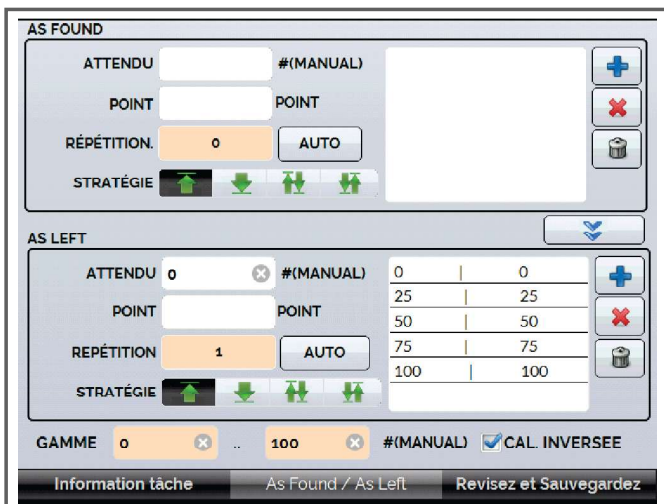 AS FOUND
ATTENDU #(MANUAL)
POINT POINT
RÉPÉTITION. 0 AUTO
STRATÉGIE
AS LEFT
ATTENDU 0 #(MANUAL)
POINT POINT
REPÉTITION 1 AUTO
STRATÉGIE
0 | 0
25 | 25
50 | 50
75 | 75
100 | 100
GAMME 0 .. 100 #(MANUAL) CAL. INVERSEE
Information tâche As Found / As Left Revisez et Sauvegardez